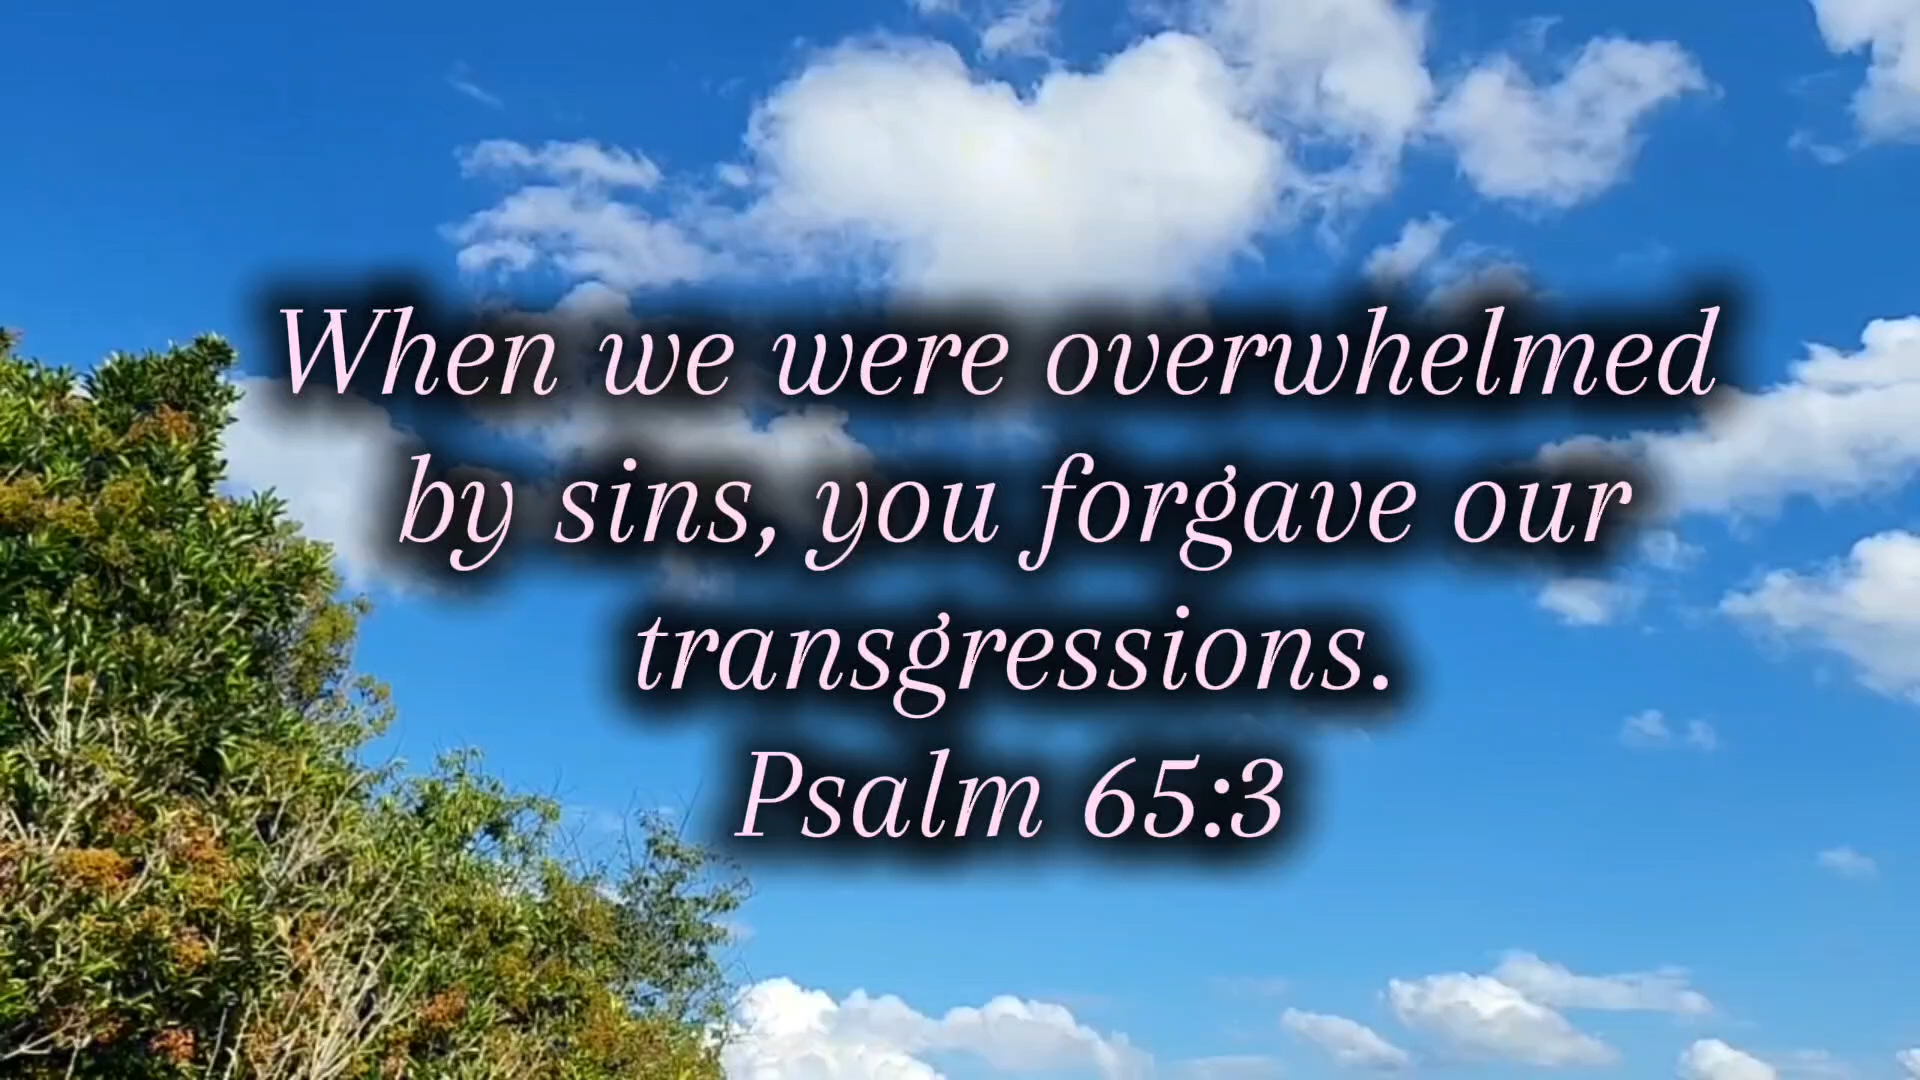 When we were overwhelmed
by sins, you forgave our
transgressions.
Psalm 65:3